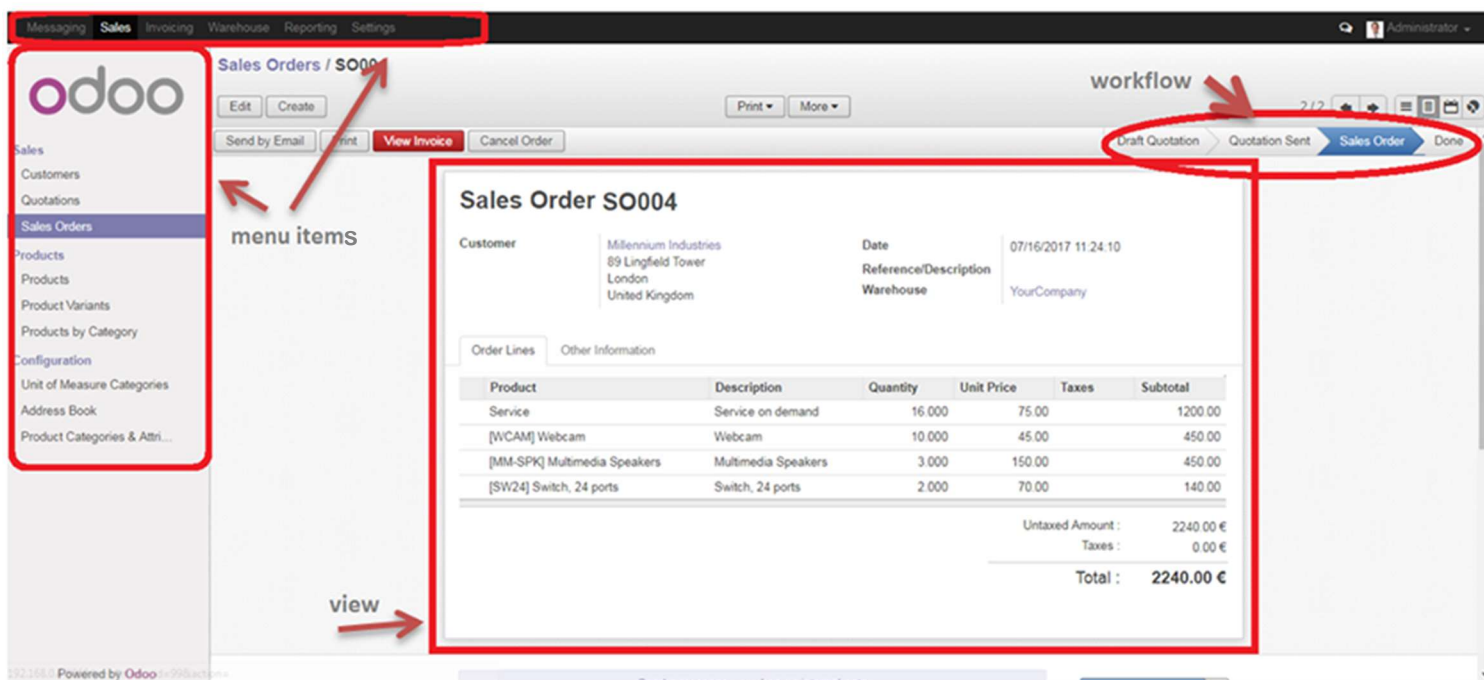 Messaging Sales Invoicing Warehouse Reporting Settings Administrator
odoo
Sales Orders / SO00
workflow
Edit Create Print More 2 / 2
Send by Email Print View Invoice Cancel Order Draft Quotation Quotation Sent Sales Order Done
Sales
Customers
Quotations
Sales Orders
Products
Products
Product Variants
Products by Category
Configuration
Unit of Measure Categories
Address Book
Product Categories & Attri...
menu items
Sales Order SO004
Customer Millennium Industries Date 07/16/2017 11:24:10
89 Lingfield Tower Reference/Description
London Warehouse YourCompany
United Kingdom
Order Lines Other Information
Product Description Quantity Unit Price Taxes Subtotal
Service Service on demand 16.000 75.00 1200.00
[WCAM] Webcam Webcam 10.000 45.00 450.00
[MM-SPK] Multimedia Speakers Multimedia Speakers 3.000 150.00 450.00
[SW24] Switch, 24 ports Switch, 24 ports 2.000 70.00 140.00
Untaxed Amount : 2240.00 €
Taxes : 0.00 €
Total : 2240.00 €
view
Powered by Odoo